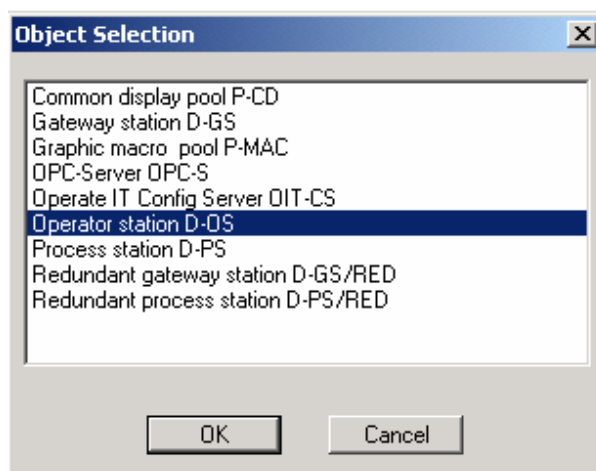 Object Selection
Common display pool P-CD
Gateway station D-GS
Graphic macro  pool P-MAC
OPC-Server OPC-S
Operate IT Config Server OIT-CS
Operator station D-OS
Process station D-PS
Redundant gateway station D-GS/RED
Redundant process station D-PS/RED
OK
Cancel